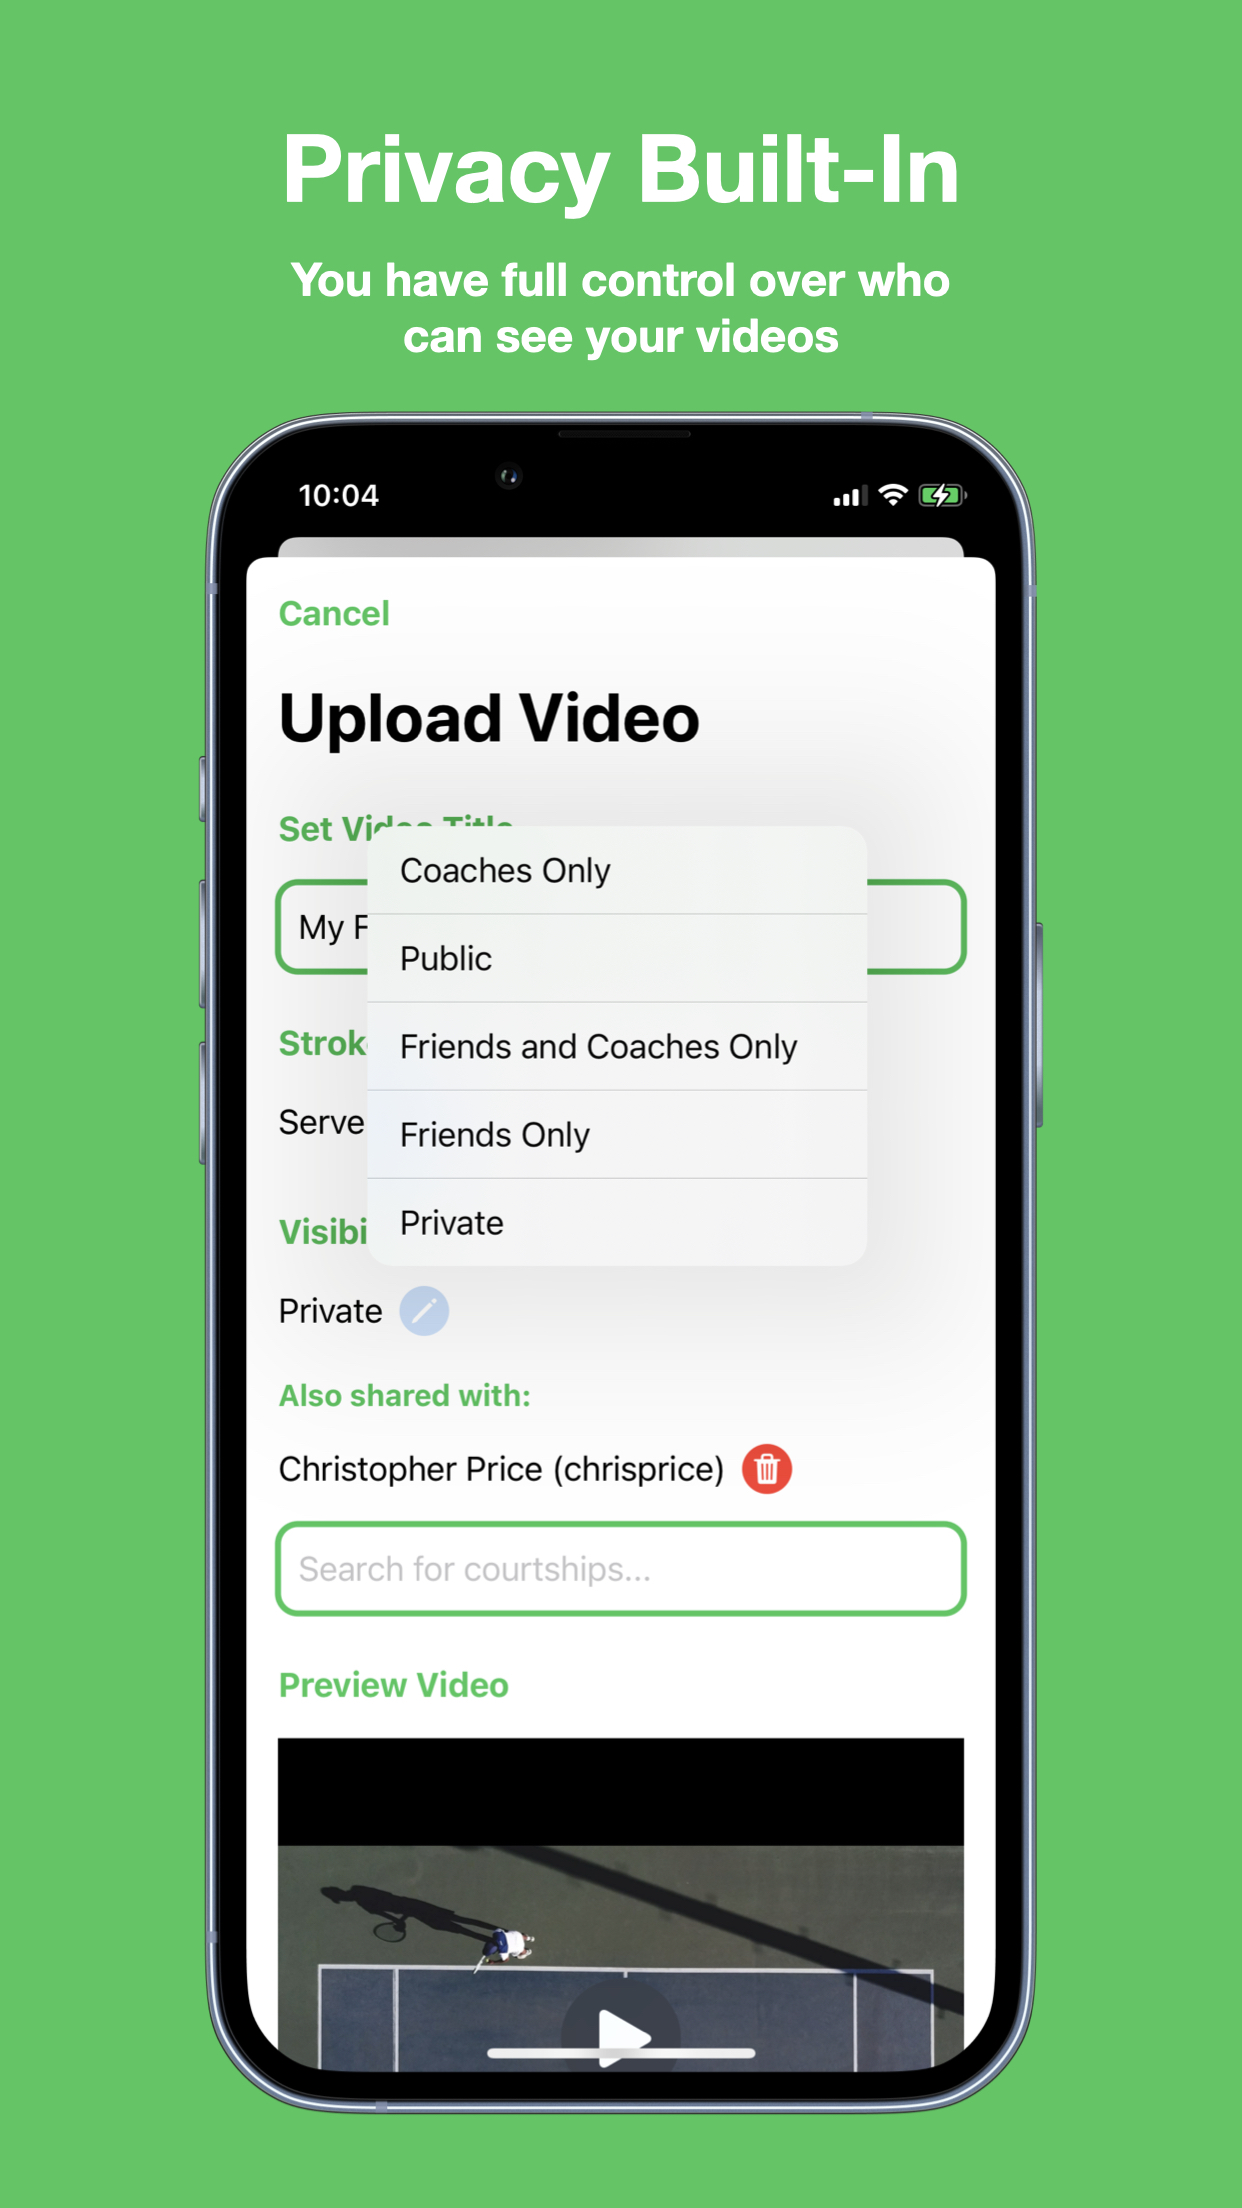 Privacy Built-In
You have full control over who
can see your videos
10:04
Cancel
Upload Video
Set Video Title
My F
Coaches Only
Public
Friends and Coaches Only
Friends Only
Private
Strok
Serve
Visibi
Private
Also shared with:
Christopher Price (chrisprice)
Search for courtships...
Preview Video